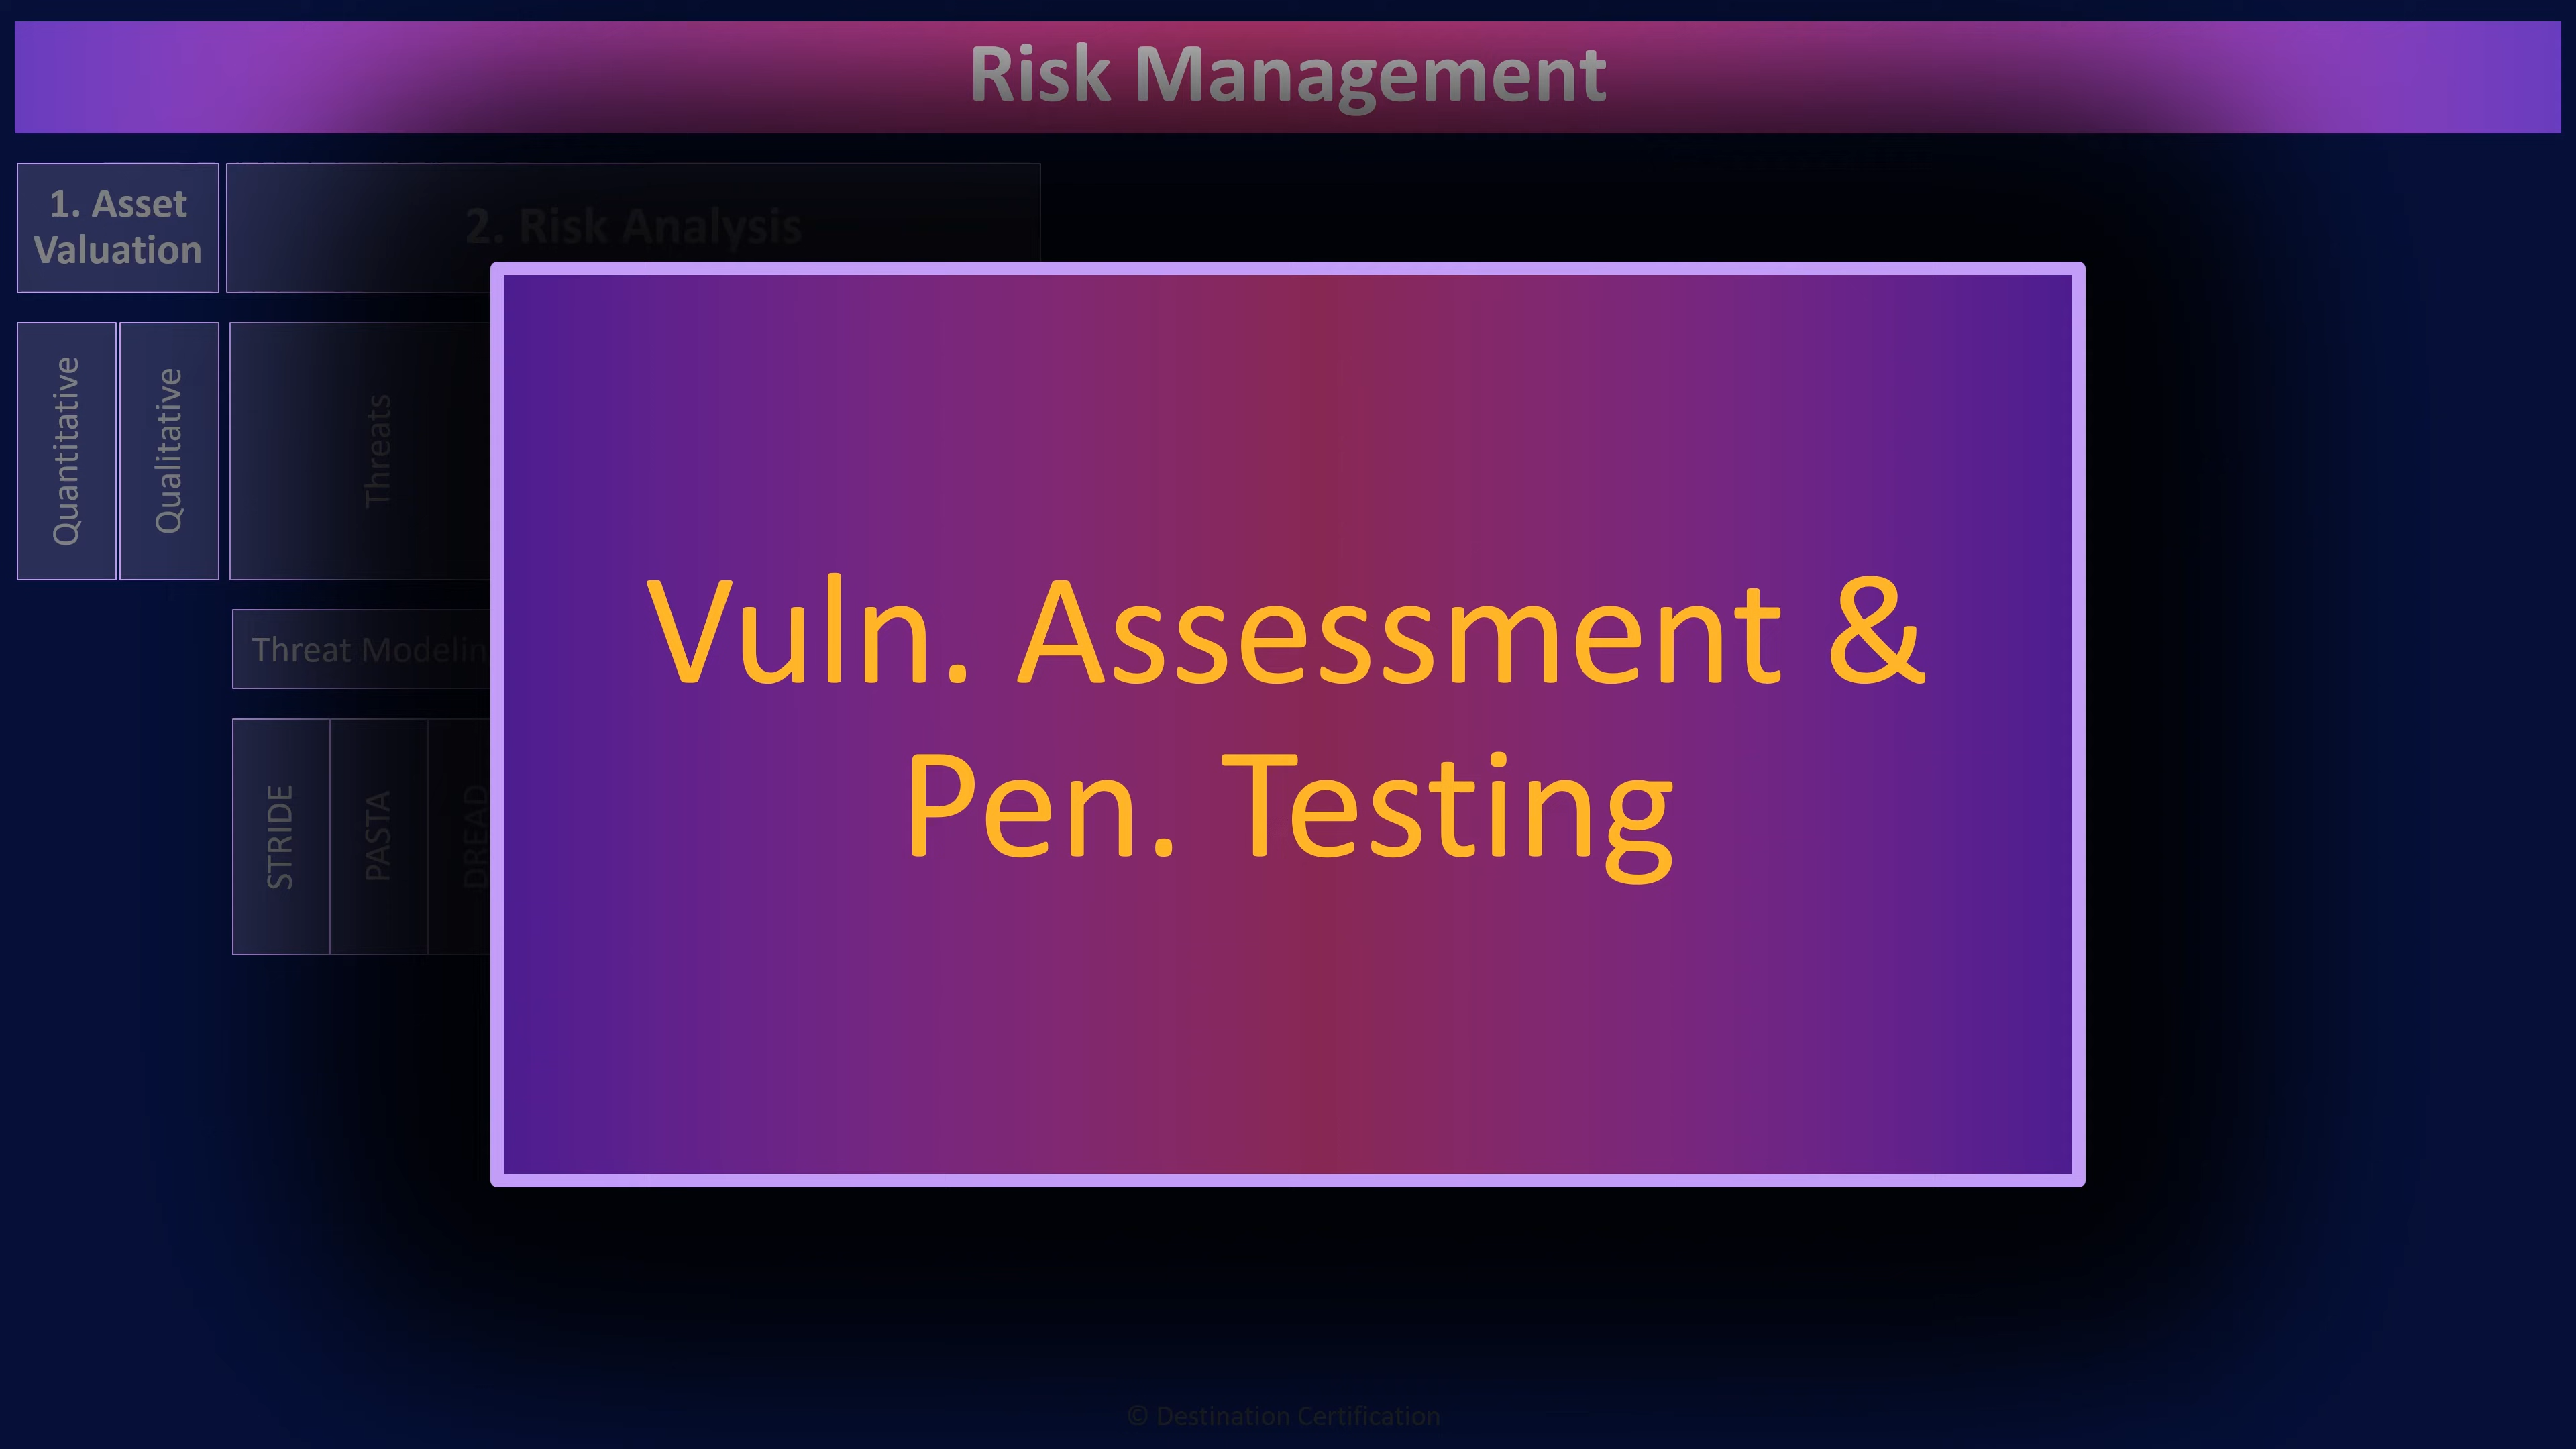 Risk Management
1. Asset
Valuation
2. Risk Analysis
Quantitative
Qualitative
Threats
Threat Modelin
STRIDE
PASTA
DREAD
Vuln. Assessment &
Pen. Testing
© Destination Certification